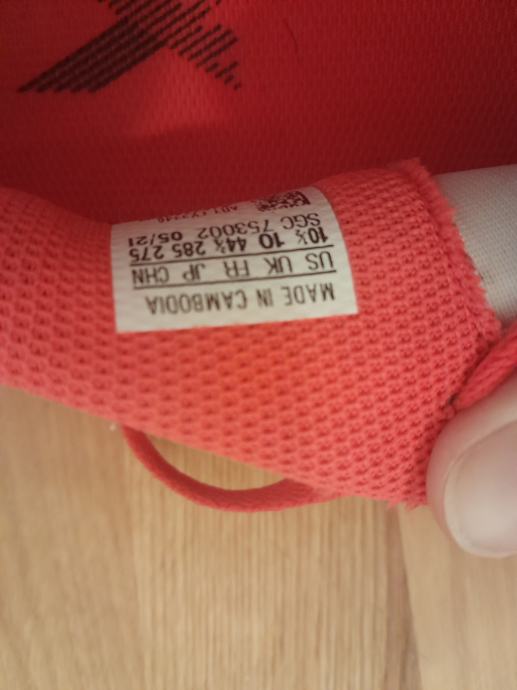 MADE IN CAMBODIA
US UK FR JP CHN
10½ 10 44⅔ 285 275
SGC 753002 05/21